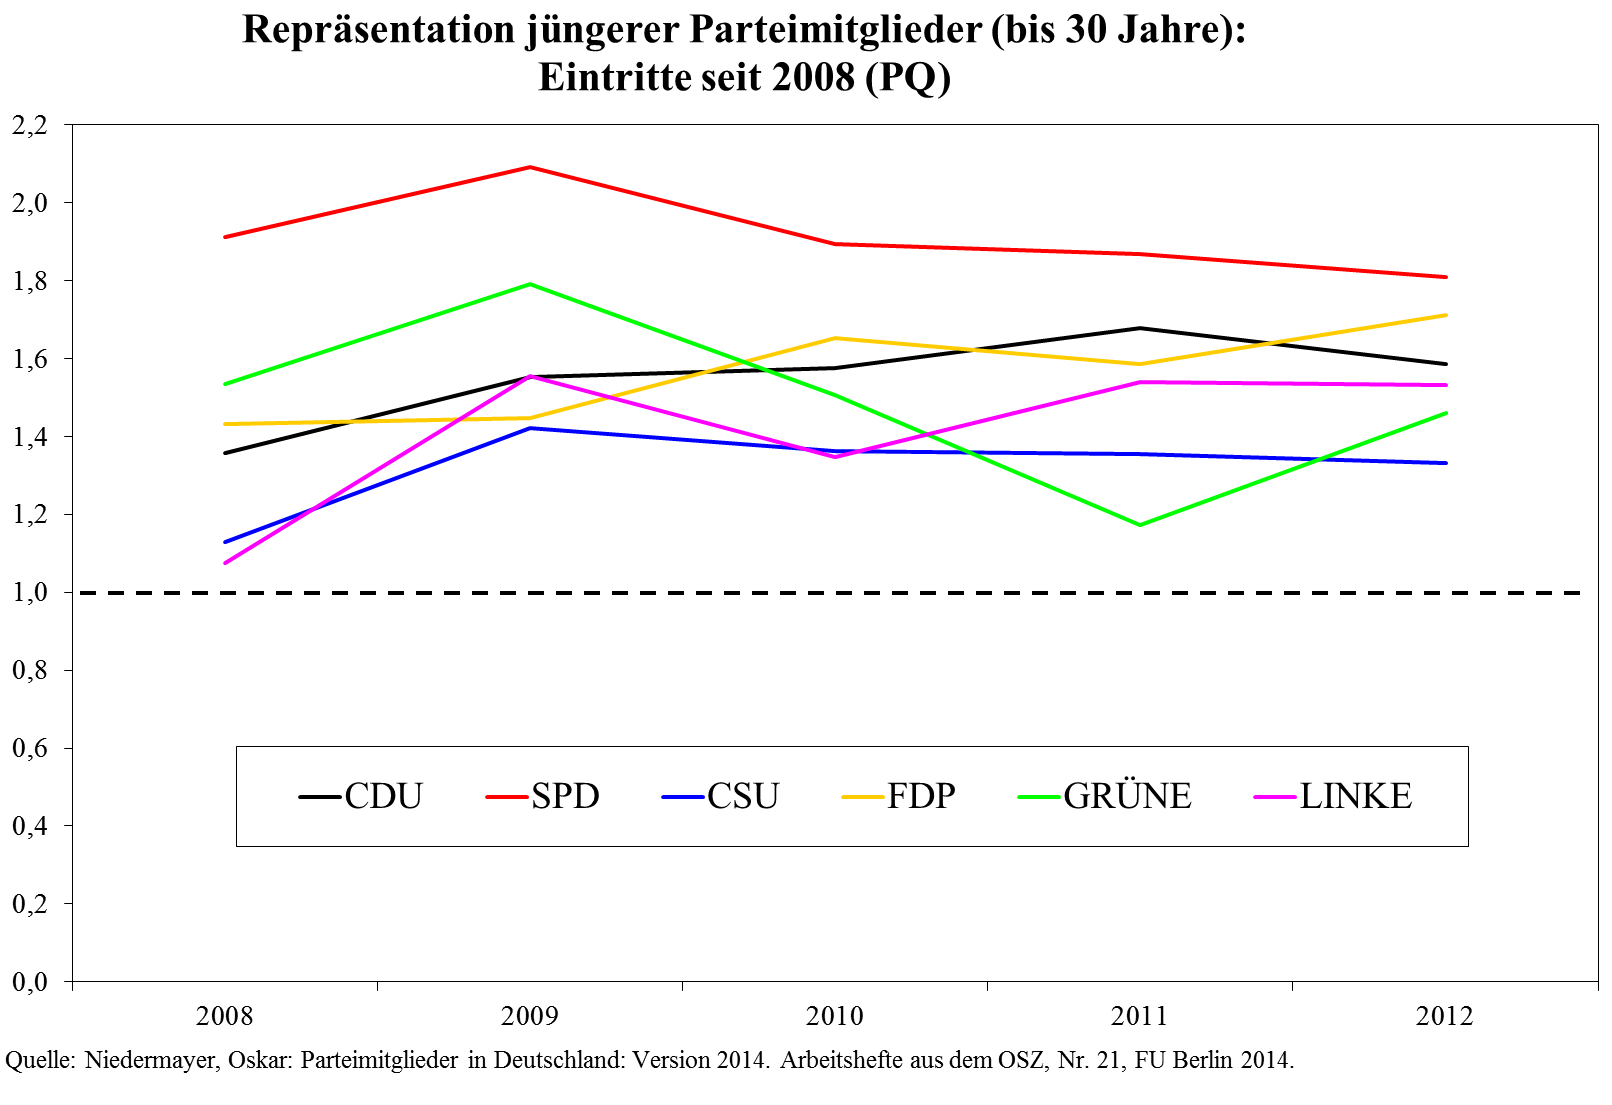 Repräsentation jüngerer Parteimitglieder (bis 30 Jahre):
Eintritte seit 2008 (PQ)
2,2
2,0
1,8
1,6
1,4
1,2
1,0
0,8
0,6
0,4
0,2
0,0
CDU SPD CSU FDP GRÜNE LINKE
2008 2009 2010 2011 2012
Quelle: Niedermayer, Oskar: Parteimitglieder in Deutschland: Version 2014. Arbeitshefte aus dem OSZ, Nr. 21, FU Berlin 2014.